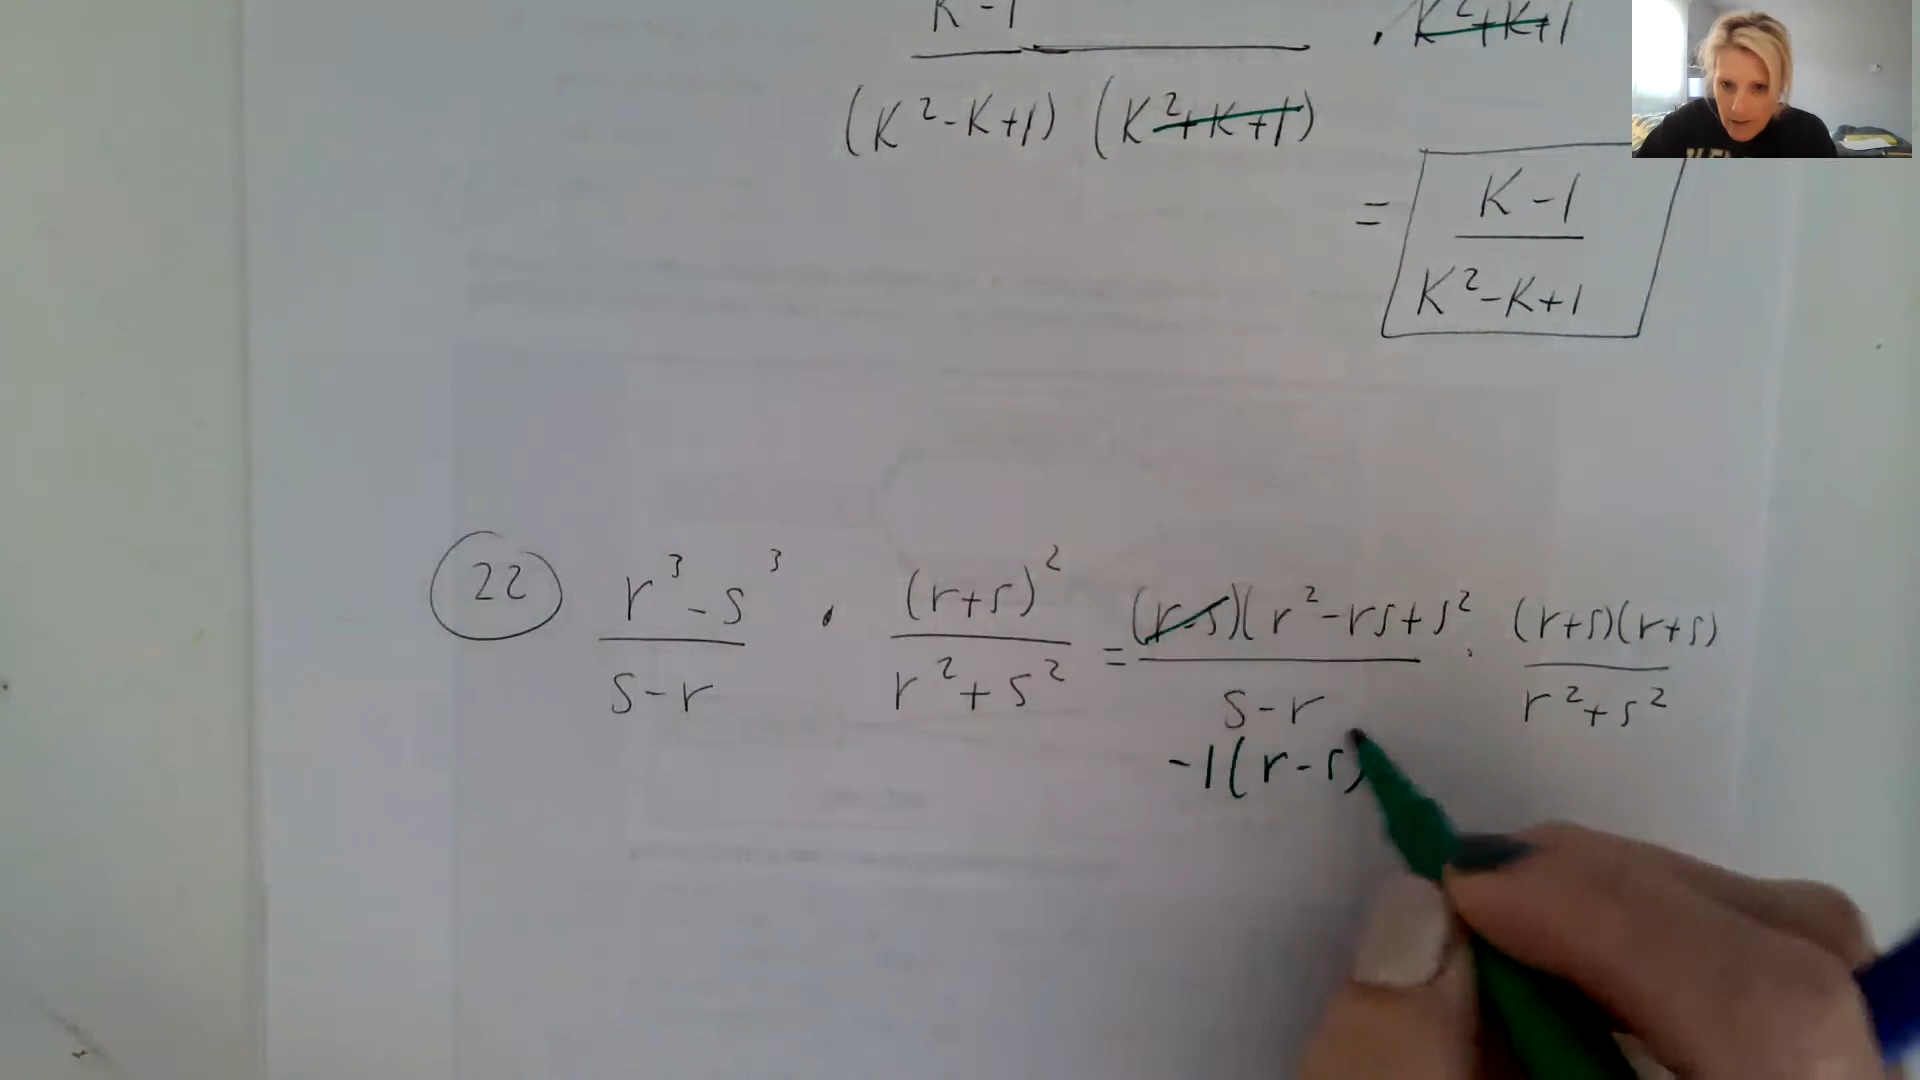 K-1
(K²-K+1) (K²+K+1) · K²+K+1
= K-1
K²-K+1
22 r³-s³ · (r+s)² = (r-s)(r²-rs+s² · (r+s)(r+s)
s-r r²+s² s-r r²+s²
-1(r-s)